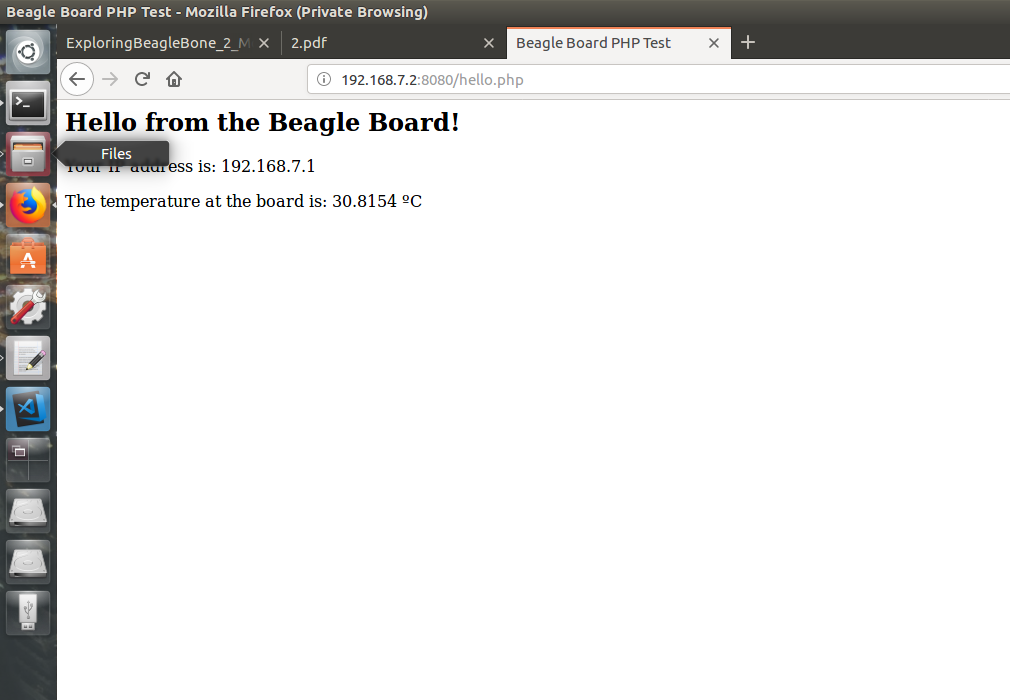 Beagle Board PHP Test - Mozilla Firefox (Private Browsing)
ExploringBeagleBone_2_M
2.pdf
Beagle Board PHP Test
192.168.7.2:8080/hello.php
Hello from the Beagle Board!
Files
Your IP address is: 192.168.7.1
The temperature at the board is: 30.8154 ºC